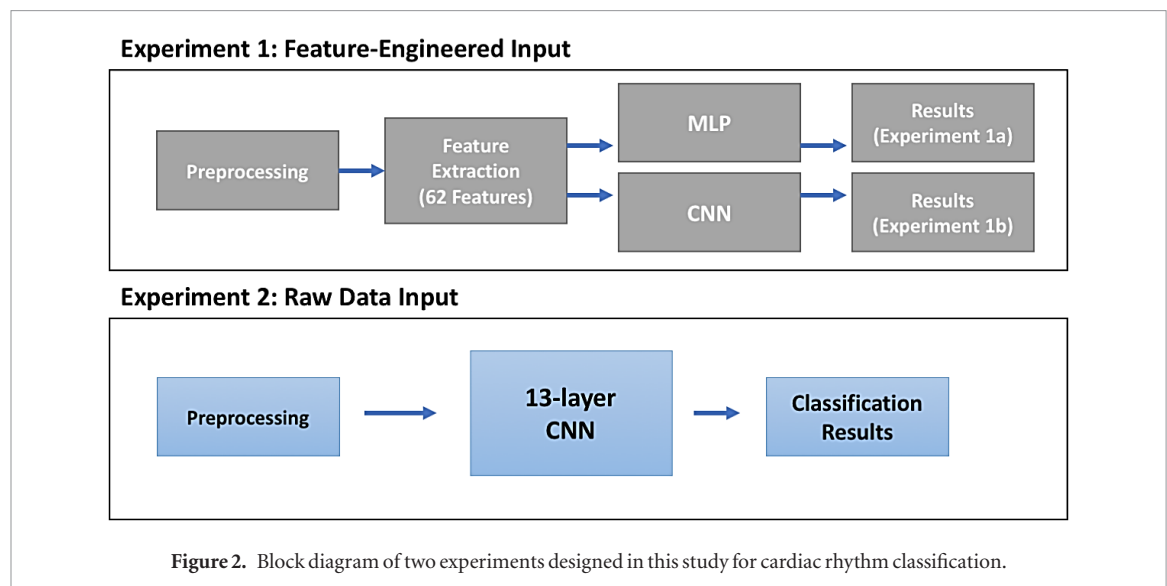 Experiment 1: Feature-Engineered Input
Preprocessing
Feature
Extraction
(62 Features)
MLP
CNN
Results
(Experiment 1a)
Results
(Experiment 1b)
Experiment 2: Raw Data Input
Preprocessing
13-layer
CNN
Classification
Results
Figure 2. Block diagram of two experiments designed in this study for cardiac rhythm classification.